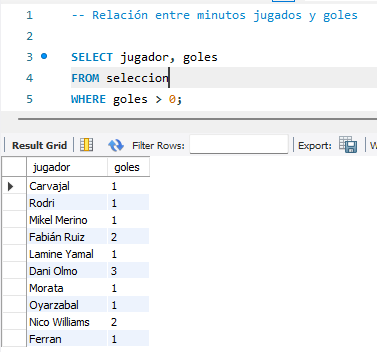 1 -- Relación entre minutos jugados y goles
2
3 SELECT jugador, goles
4 FROM seleccion
5 WHERE goles > 0;
Result Grid Filter Rows: Export:
jugador goles
Carvajal 1
Rodri 1
Mikel Merino 1
Fabián Ruiz 2
Lamine Yamal 1
Dani Olmo 3
Morata 1
Oyarzabal 1
Nico Williams 2
Ferran 1